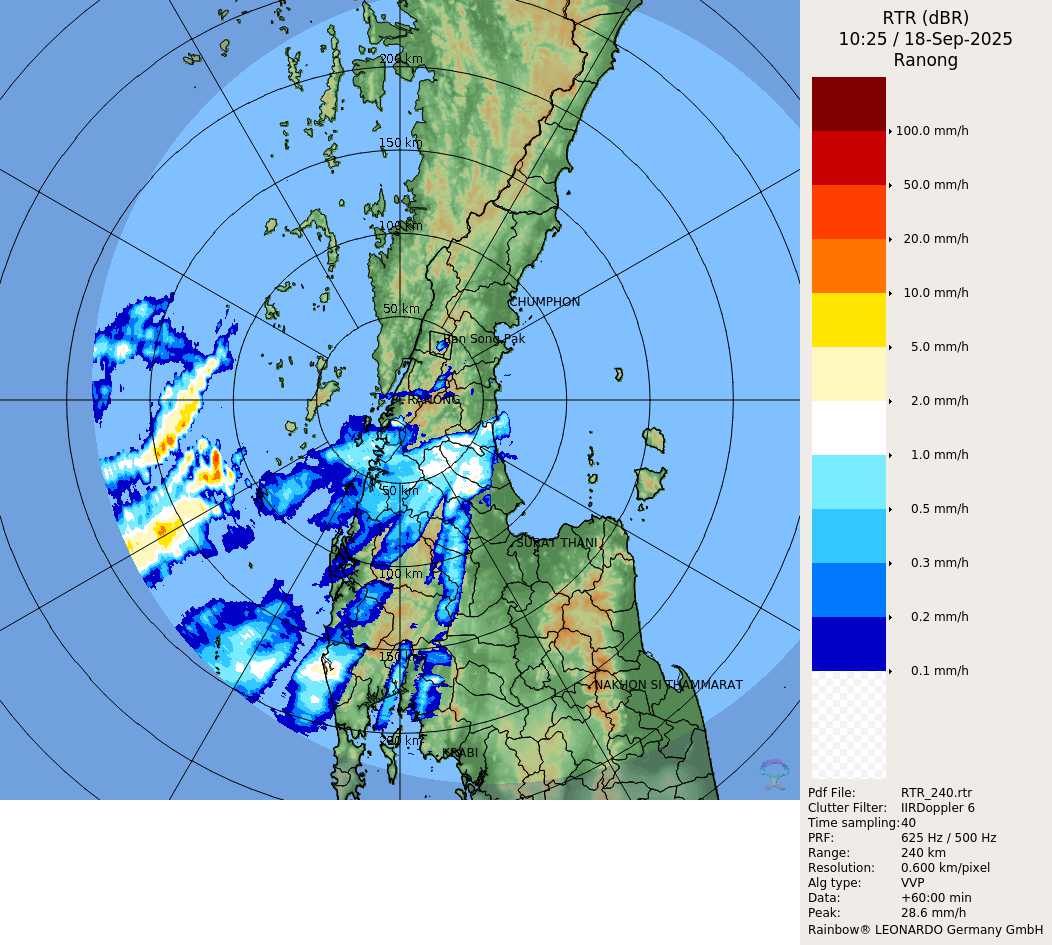 RTR (dBR)
10:25 / 18-Sep-2025
Ranong
200 km
150 km
100 km
50 km
CHUMPHON
Ban Song Pak
RANONG
50 km
SURAT THANI
100 km
150 km
NAKHON SI THAMMARAT
200 km
KRABI
100.0 mm/h
50.0 mm/h
20.0 mm/h
10.0 mm/h
5.0 mm/h
2.0 mm/h
1.0 mm/h
0.5 mm/h
0.3 mm/h
0.2 mm/h
0.1 mm/h
Pdf File: RTR_240.rtr
Clutter Filter: IIRDoppler 6
Time sampling:40
PRF: 625 Hz / 500 Hz
Range: 240 km
Resolution: 0.600 km/pixel
Alg type: VVP
Data: +60:00 min
Peak: 28.6 mm/h
Rainbow® LEONARDO Germany GmbH